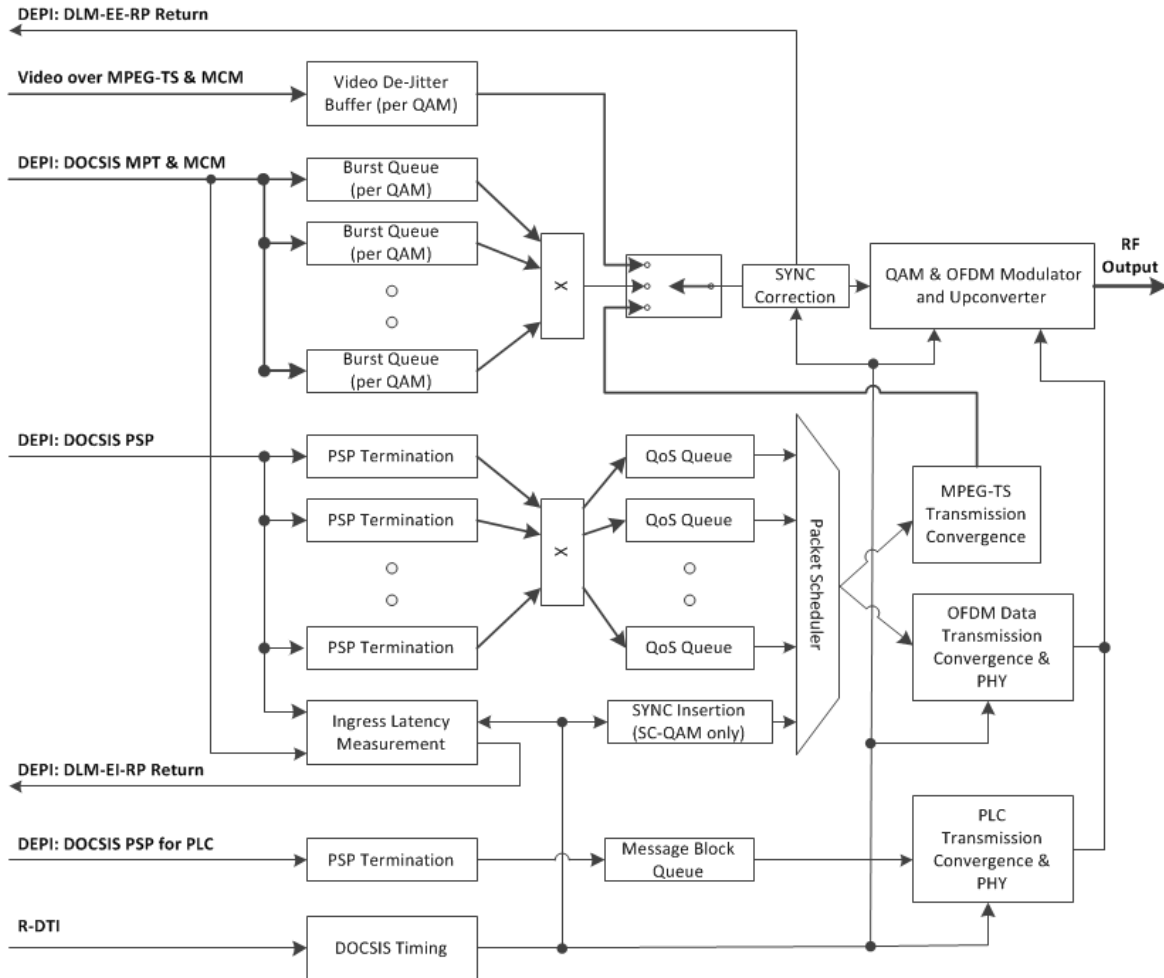 DEPI: DLM-EE-RP Return
Video over MPEG-TS & MCM
Video De-Jitter
Buffer (per QAM)
DEPI: DOCSIS MPT & MCM
Burst Queue
(per QAM)
Burst Queue
(per QAM)
Burst Queue
(per QAM)
X
SYNC
Correction
QAM & OFDM Modulator
and Upconverter
RF
Output
DEPI: DOCSIS PSP
PSP Termination
PSP Termination
PSP Termination
X
QoS Queue
QoS Queue
QoS Queue
Packet Scheduler
MPEG-TS
Transmission
Convergence
OFDM Data
Transmission
Convergence &
PHY
Ingress Latency
Measurement
SYNC Insertion
(SC-QAM only)
DEPI: DLM-EI-RP Return
DEPI: DOCSIS PSP for PLC
PSP Termination
Message Block
Queue
PLC
Transmission
Convergence &
PHY
R-DTI
DOCSIS Timing